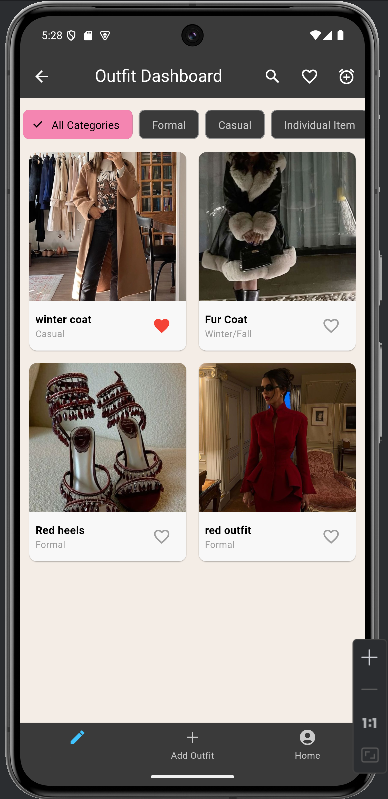 5:28
Outfit Dashboard
All Categories
Formal
Casual
Individual Item
winter coat
Casual
Fur Coat
Winter/Fall
Red heels
Formal
red outfit
Formal
1:1
Add Outfit
Home